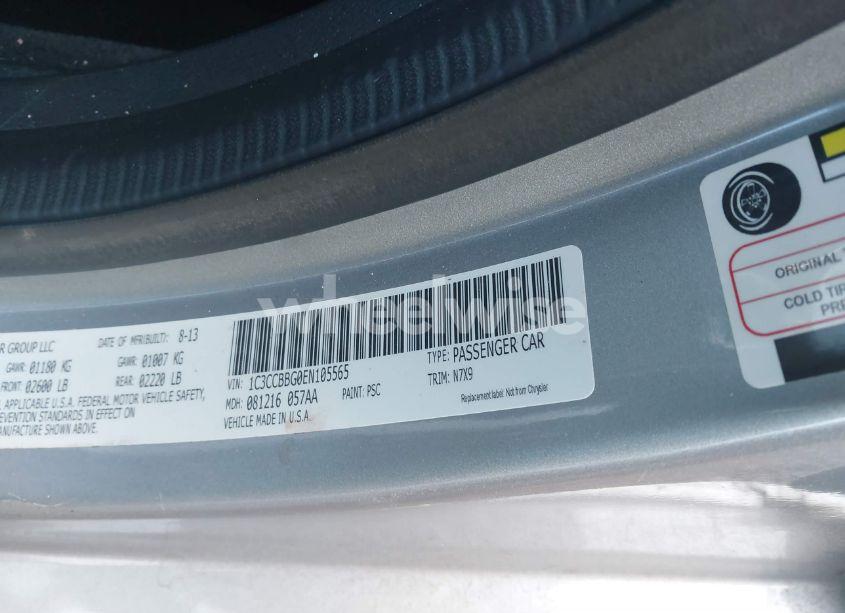 R GROUP LLC
DATE OF MFR(BUILT): 8-13
GAWR: 01180 KG
GAWR: 01007 KG
FRONT: 02600 LB
REAR: 02220 LB
APPLICABLE U.S.A. FEDERAL MOTOR VEHICLE SAFETY,
REVENTION STANDARDS IN EFFECT ON
MANUFACTURE SHOWN ABOVE.
VIN: 1C3CCBBG0EN105565
TYPE: PASSENGER CAR
MDH: 081216 057AA
PAINT: PSC
TRIM: N7X9
VEHICLE MADE IN U.S.A.
Replacement label: Not from Chrysler
ORIGINAL T
COLD TIR
PRE
wheelwise